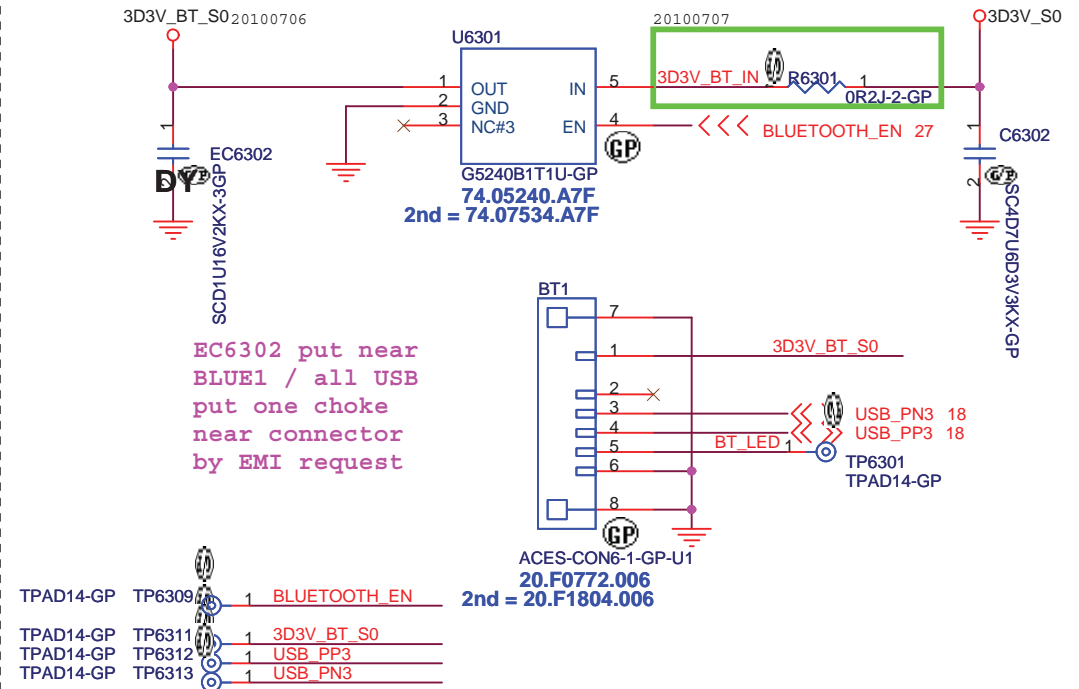 3D3V_BT_S0 20100706
20100707
3D3V_S0
U6301
1 OUT IN 5 3D3V_BT_IN R6301 1
2 GND 0R2J-2-GP
3 NC#3 EN 4 BLUETOOTH_EN 27
GP
G5240B1T1U-GP
74.05240.A7F
2nd = 74.07534.A7F
1
EC6302
DY
G/P
2
SCD1U16V2KX-3GP
1
C6302
G/P
2
SC4D7U6D3V3KX-GP
EC6302 put near
BLUE1 / all USB
put one choke
near connector
by EMI request
BT1
7
1 3D3V_BT_S0
2
3 USB_PN3 18
4 USB_PP3 18
5 BT_LED 1
TP6301
TPAD14-GP
6
8
GP
ACES-CON6-1-GP-U1
20.F0772.006
2nd = 20.F1804.006
TPAD14-GP TP6309 1 BLUETOOTH_EN
TPAD14-GP TP6311 1 3D3V_BT_S0
TPAD14-GP TP6312 1 USB_PP3
TPAD14-GP TP6313 1 USB_PN3